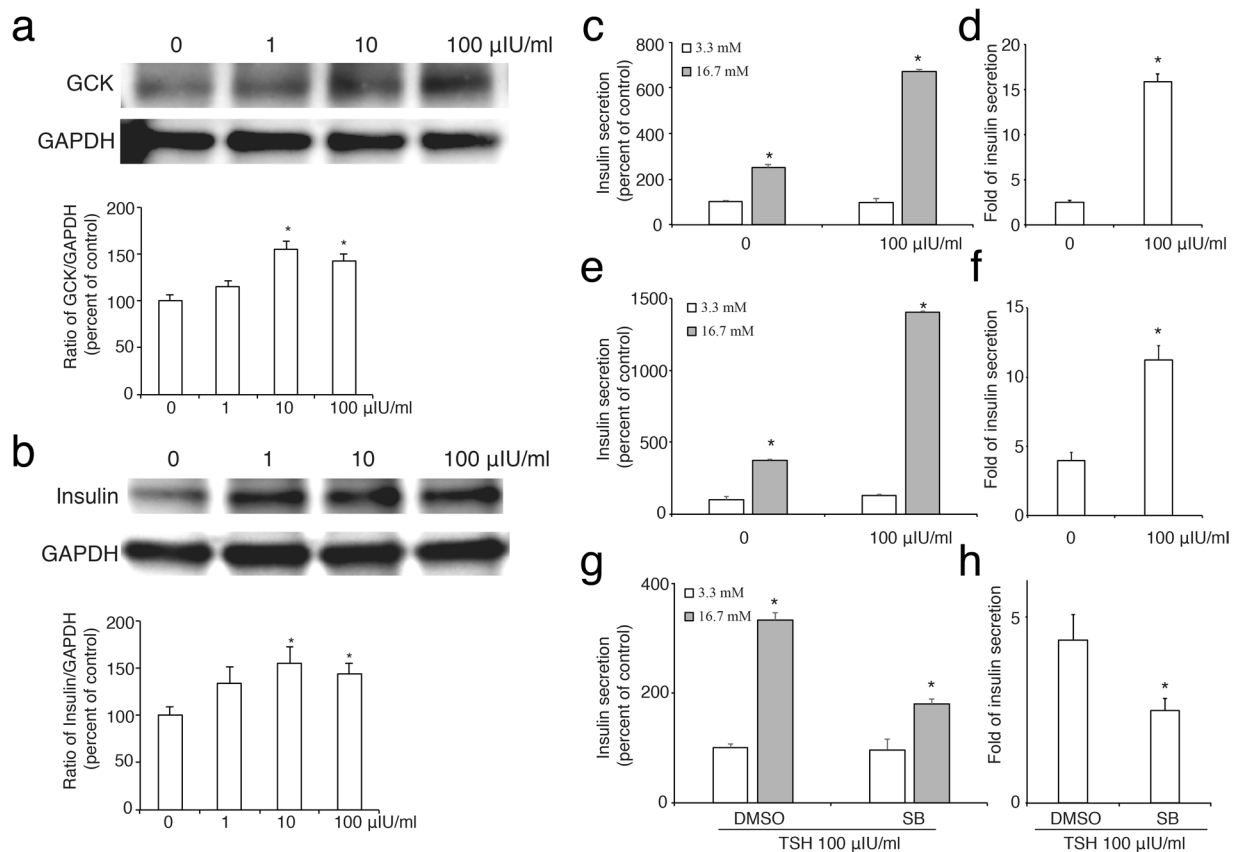 a
0 1 10 100 µIU/ml
GCK
GAPDH
Ratio of GCK/GAPDH
(percent of control)
200
150
100
50
0
* *
0 1 10 100 µIU/ml
b
0 1 10 100 µIU/ml
Insulin
GAPDH
Ratio of Insulin/GAPDH
(percent of control)
200
150
100
50
0
* *
0 1 10 100 µIU/ml
c
Insulin secretion
(percent of control)
800
600
400
200
0
3.3 mM
16.7 mM
* *
0 100 µIU/ml
d
Fold of insulin secretion
20
15
10
5
0
*
0 100 µIU/ml
e
Insulin secretion
(percent of control)
1500
1000
500
0
3.3 mM
16.7 mM
* *
0 100 µIU/ml
f
Fold of insulin secretion
15
10
5
0
*
0 100 µIU/ml
g
Insulin secretion
(percent of control)
400
200
0
3.3 mM
16.7 mM
* *
DMSO SB
TSH 100 µIU/ml
h
Fold of insulin secretion
5
0
*
DMSO SB
TSH 100 µIU/ml